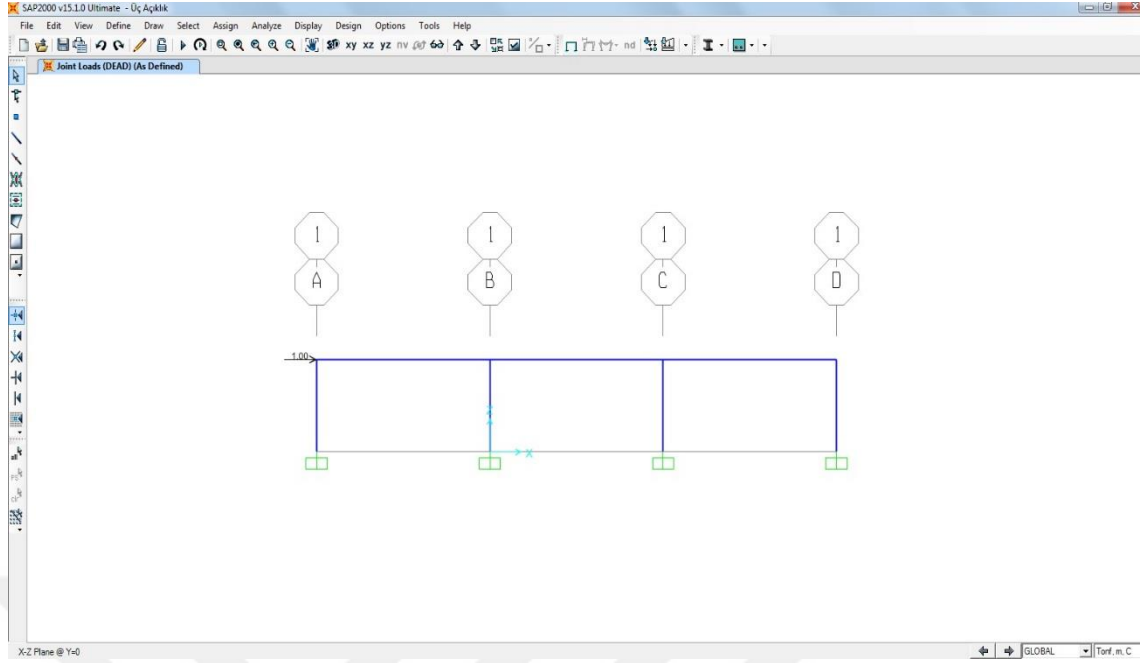 SAP2000 v15.1.0 Ultimate - Üç Açıklık
File Edit View Define Draw Select Assign Analyze Display Design Options Tools Help
xy xz yz nv nd
Joint Loads (DEAD) (As Defined)
1 1 1 1
A B C D
1.00
X
X-Z Plane @ Y=0 GLOBAL Tonf, m, C